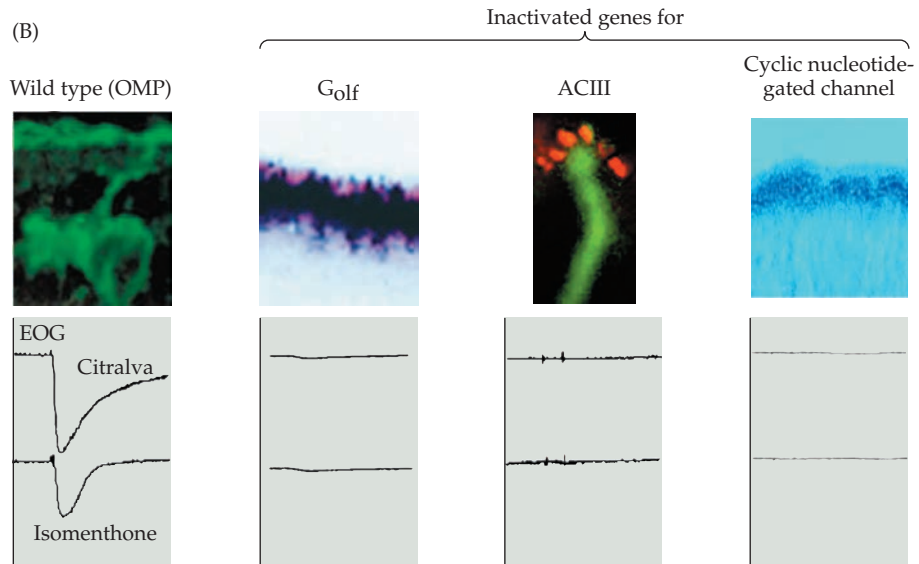 (B)
Inactivated genes for
Wild type (OMP)
Golf
ACIII
Cyclic nucleotide-
gated channel
EOG
Citralva
Isomenthone